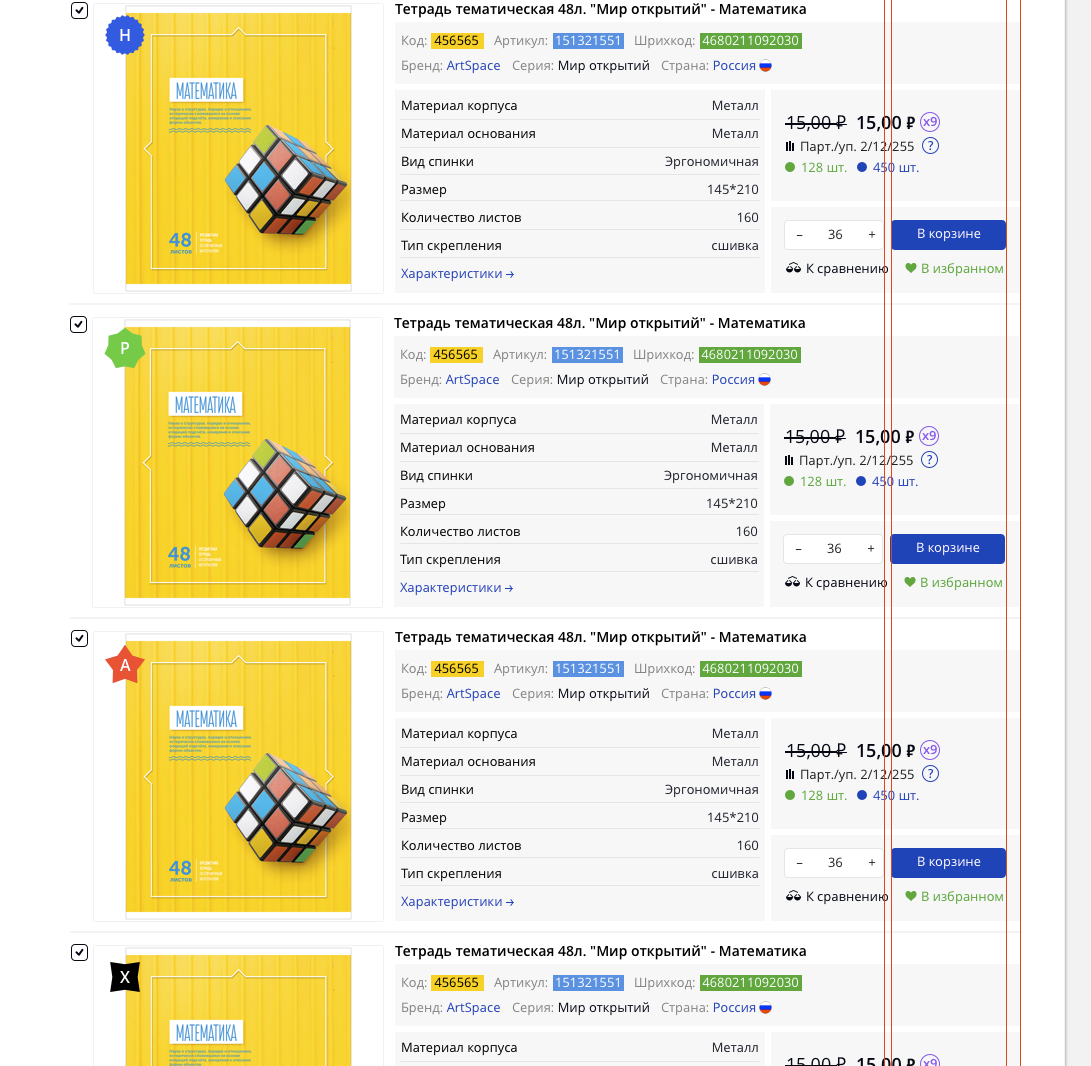 Тетрадь тематическая 48л. "Мир открытий" - Математика
Н
Код: 456565 Артикул: 151321551 Шрихкод: 4680211092030
Бренд: ArtSpace Серия: Мир открытий Страна: Россия
МАТЕМАТИКА
48
ЛИСТОВ
Материал корпуса Металл
Материал основания Металл
Вид спинки Эргономичная
Размер 145*210
Количество листов 160
Тип скрепления сшивка
Характеристики →
15,00 ₽ 15,00 ₽ x9
Парт./уп. 2/12/255 ?
128 шт. 450 шт.
– 36 + В корзине
К сравнению В избранном
Тетрадь тематическая 48л. "Мир открытий" - Математика
Р
Код: 456565 Артикул: 151321551 Шрихкод: 4680211092030
Бренд: ArtSpace Серия: Мир открытий Страна: Россия
МАТЕМАТИКА
48
ЛИСТОВ
Материал корпуса Металл
Материал основания Металл
Вид спинки Эргономичная
Размер 145*210
Количество листов 160
Тип скрепления сшивка
Характеристики →
15,00 ₽ 15,00 ₽ x9
Парт./уп. 2/12/255 ?
128 шт. 450 шт.
– 36 + В корзине
К сравнению В избранном
Тетрадь тематическая 48л. "Мир открытий" - Математика
А
Код: 456565 Артикул: 151321551 Шрихкод: 4680211092030
Бренд: ArtSpace Серия: Мир открытий Страна: Россия
МАТЕМАТИКА
48
ЛИСТОВ
Материал корпуса Металл
Материал основания Металл
Вид спинки Эргономичная
Размер 145*210
Количество листов 160
Тип скрепления сшивка
Характеристики →
15,00 ₽ 15,00 ₽ x9
Парт./уп. 2/12/255 ?
128 шт. 450 шт.
– 36 + В корзине
К сравнению В избранном
Тетрадь тематическая 48л. "Мир открытий" - Математика
Х
Код: 456565 Артикул: 151321551 Шрихкод: 4680211092030
Бренд: ArtSpace Серия: Мир открытий Страна: Россия
МАТЕМАТИКА
Материал корпуса Металл
15,00 ₽ 15,00 ₽ x9